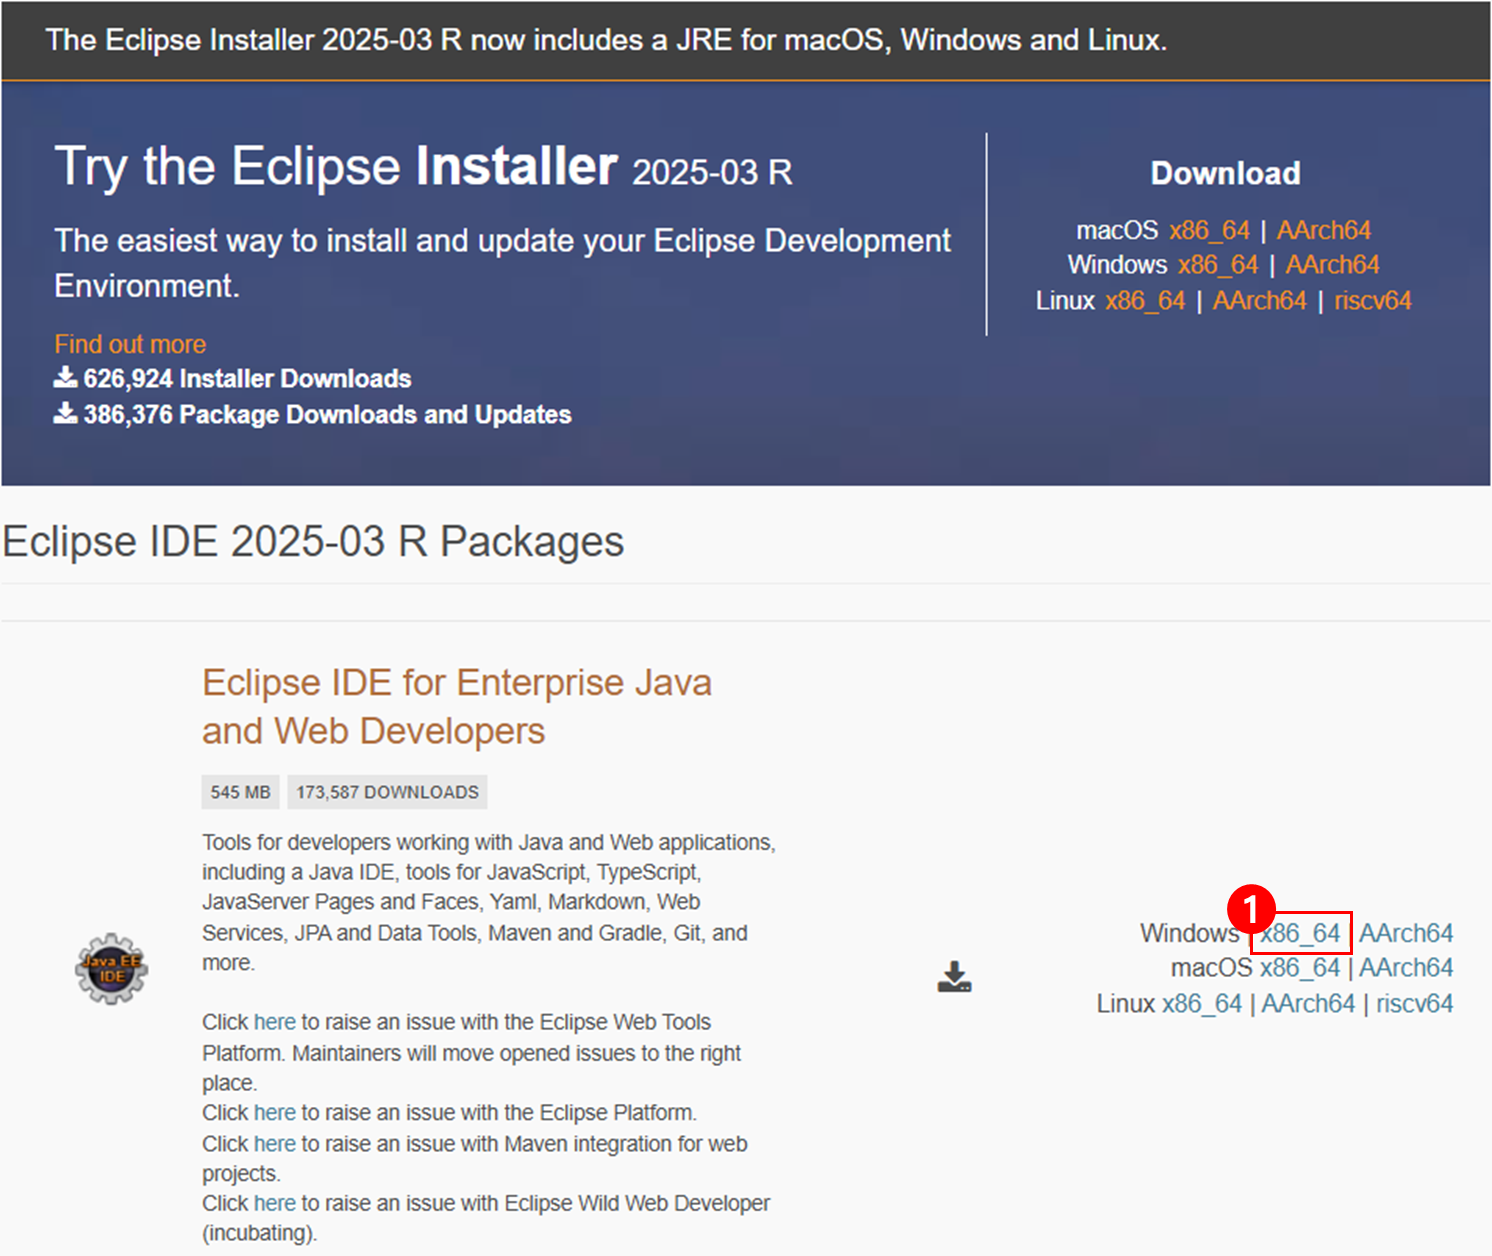 The Eclipse Installer 2025-03 R now includes a JRE for macOS, Windows and Linux.
Try the Eclipse Installer 2025-03 R
The easiest way to install and update your Eclipse Development
Environment.
Find out more
626,924 Installer Downloads
386,376 Package Downloads and Updates
Download
macOS x86_64 | AArch64
Windows x86_64 | AArch64
Linux x86_64 | AArch64 | riscv64
Eclipse IDE 2025-03 R Packages
Eclipse IDE for Enterprise Java
and Web Developers
545 MB 173,587 DOWNLOADS
Tools for developers working with Java and Web applications,
including a Java IDE, tools for JavaScript, TypeScript,
JavaServer Pages and Faces, Yaml, Markdown, Web
Services, JPA and Data Tools, Maven and Gradle, Git, and
more.
Java EE
IDE
Click here to raise an issue with the Eclipse Web Tools
Platform. Maintainers will move opened issues to the right
place.
Click here to raise an issue with the Eclipse Platform.
Click here to raise an issue with Maven integration for web
projects.
Click here to raise an issue with Eclipse Wild Web Developer
(incubating).
1
Windows x86_64 | AArch64
macOS x86_64 | AArch64
Linux x86_64 | AArch64 | riscv64